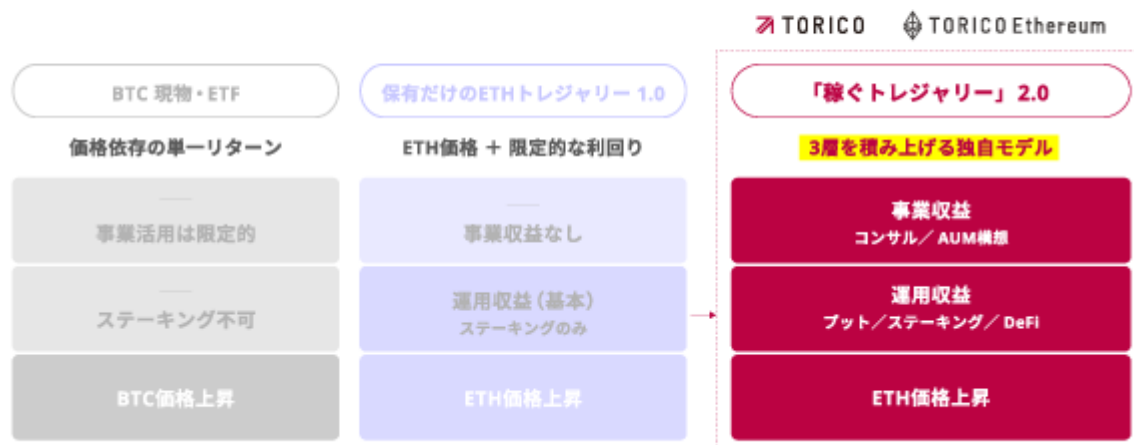 TORICO TORICO Ethereum
BTC 現物・ETF
価格依存の単一リターン
事業活用は限定的
ステーキング不可
BTC価格上昇
保有だけのETHトレジャリー 1.0
ETH価格 + 限定的な利回り
事業収益なし
運用収益(基本)
ステーキングのみ
ETH価格上昇
「稼ぐトレジャリー」2.0
3層を積み上げる独自モデル
事業収益
コンサル/AUM構想
運用収益
プット/ステーキング/DeFi
ETH価格上昇